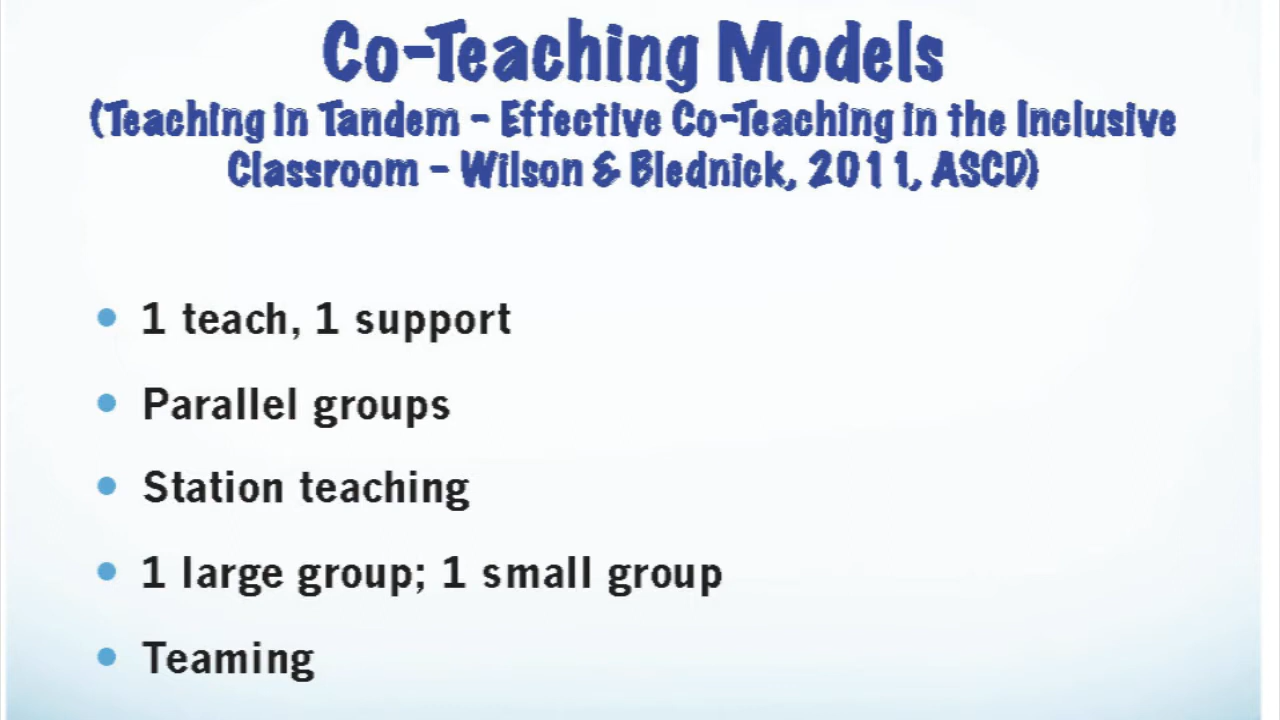 Co-Teaching Models
(Teaching in Tandem - Effective Co-Teaching in the Inclusive
Classroom - Wilson & Blednick, 2011, ASCD)
1 teach, 1 support
Parallel groups
Station teaching
1 large group; 1 small group
Teaming